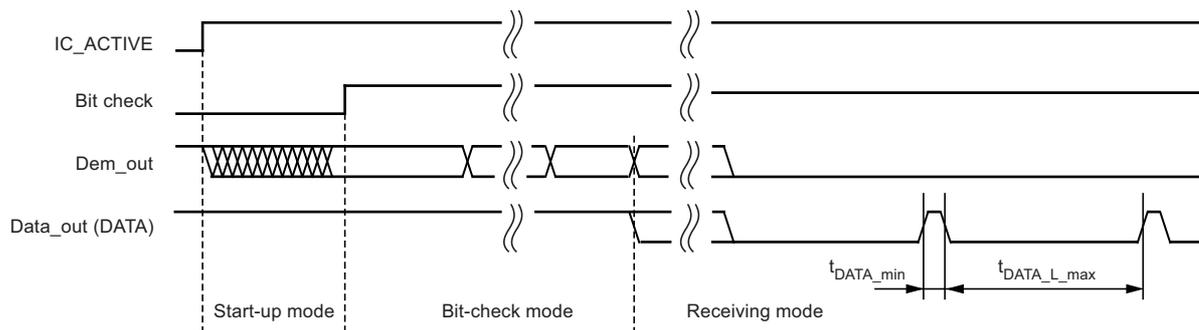 IC_ACTIVE
Bit check
Dem_out
Data_out (DATA)
tDATA_min
tDATA_L_max
Start-up mode
Bit-check mode
Receiving mode